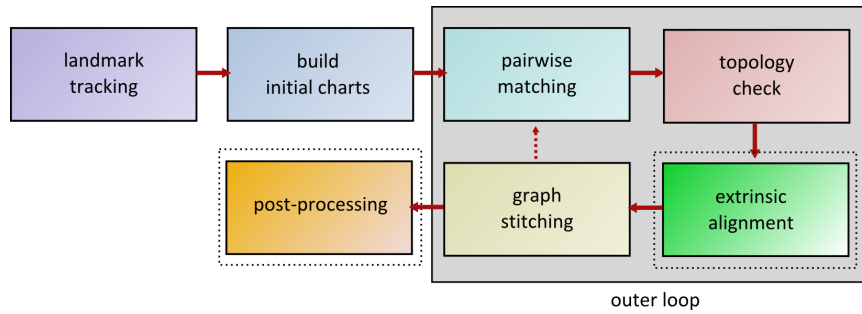 landmark
tracking
build
initial charts
pairwise
matching
topology
check
post-processing
graph
stitching
extrinsic
alignment
outer loop